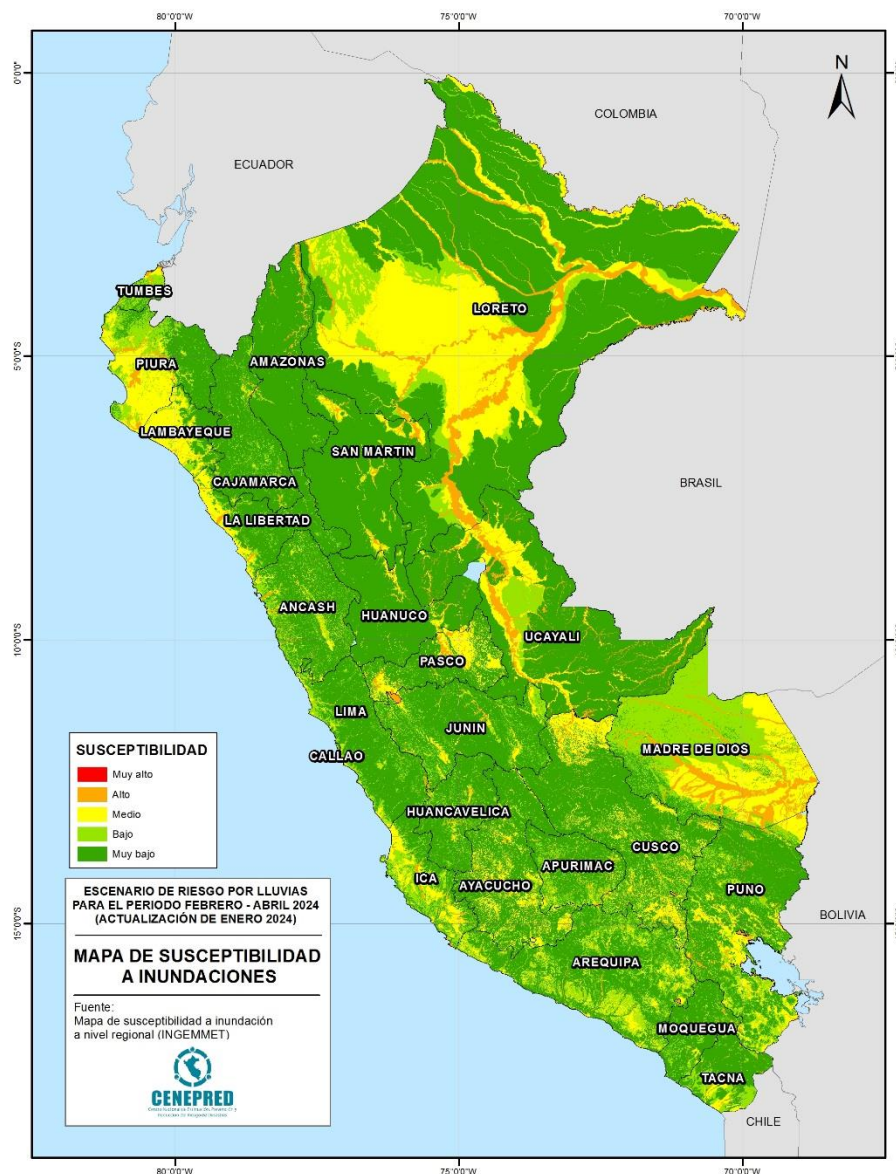 80°0'0"W
75°0'0"W
70°0'0"W
N
0°0'0"
COLOMBIA
ECUADOR
TUMBES
LORETO
5°0'0"S
PIURA
AMAZONAS
LAMBAYEQUE
SAN MARTIN
CAJAMARCA
BRASIL
LA LIBERTAD
ANCASH
HUANUCO
UCAYALI
10°0'0"S
PASCO
LIMA
JUNIN
MADRE DE DIOS
CALLAO
HUANCAVELICA
CUSCO
APURIMAC
ICA
AYACUCHO
PUNO
BOLIVIA
15°0'0"S
AREQUIPA
MOQUEGUA
TACNA
CHILE
SUSCEPTIBILIDAD
Muy alto
Alto
Medio
Bajo
Muy bajo
ESCENARIO DE RIESGO POR LLUVIAS
PARA EL PERIODO FEBRERO - ABRIL 2024
(ACTUALIZACIÓN DE ENERO 2024)
MAPA DE SUSCEPTIBILIDAD
A INUNDACIONES
Fuente:
Mapa de susceptibilidad a inundación
a nivel regional (INGEMMET)
CENEPRED
80°0'0"W
75°0'0"W
70°0'0"W